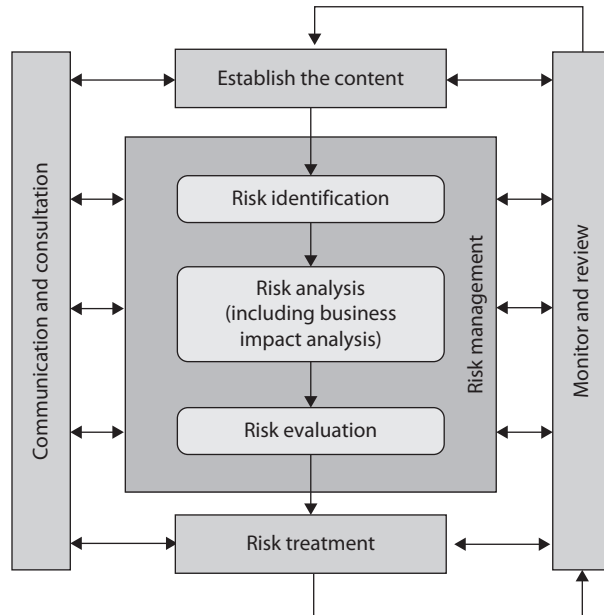 Establish the content
Communication and consultation
Risk identification
Risk analysis
(including business
impact analysis)
Risk evaluation
Risk management
Monitor and review
Risk treatment